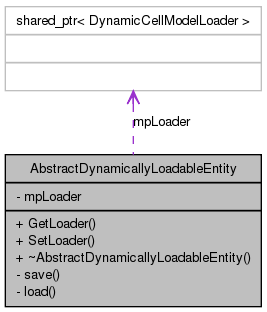 shared_ptr< DynamicCellModelLoader >
mpLoader
AbstractDynamicallyLoadableEntity
- mpLoader
+ GetLoader()
+ SetLoader()
+ ~AbstractDynamicallyLoadableEntity()
- save()
- load()